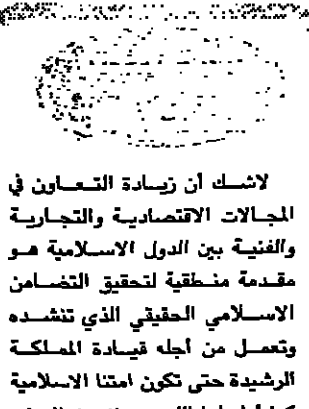 لاشك أن زيادة التعاون في
المجالات الاقتصادية والتجارية
والفنية بين الدول الاسلامية هو
مقدمة منطقية لتحقيق التضامن
الاسلامي الحقيقي الذي تنشده
وتعمل من أجله قيادة المملكة
الرشيدة حتى تكون امتنا الاسلامية